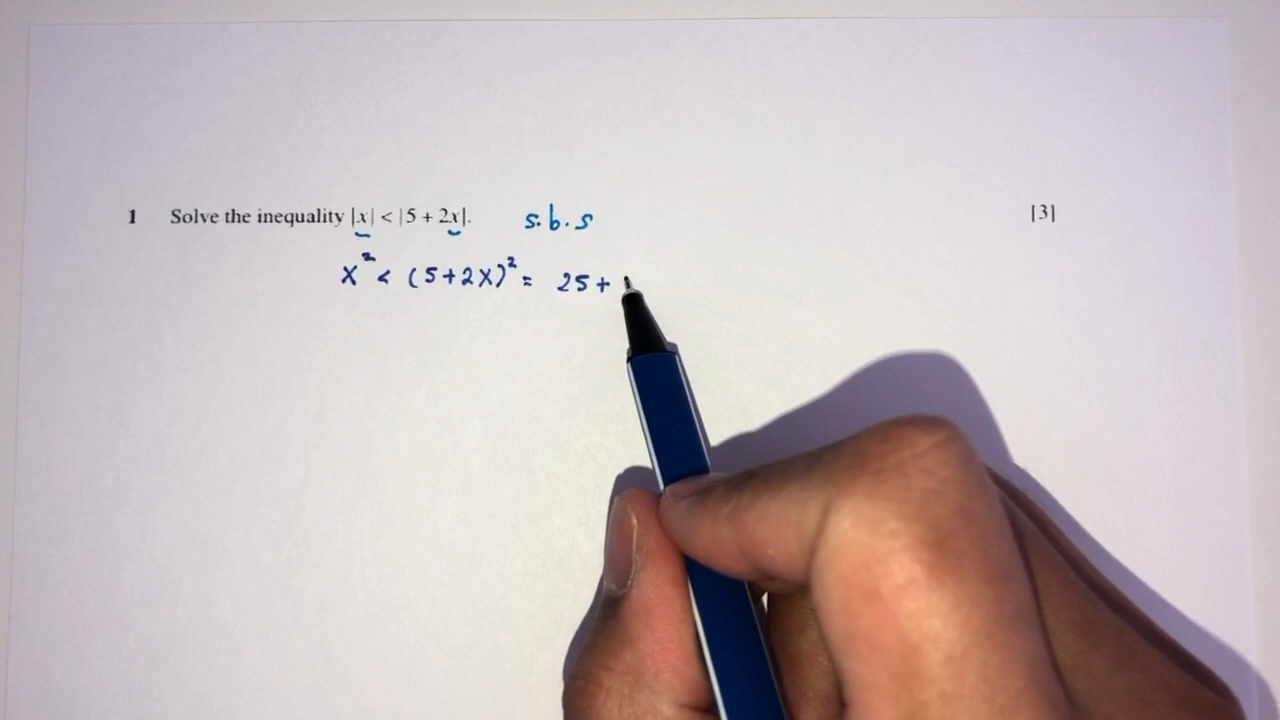 1 Solve the inequality |x| < |5 + 2x|. s.b.s [3]
x² < (5+2x)² = 25+